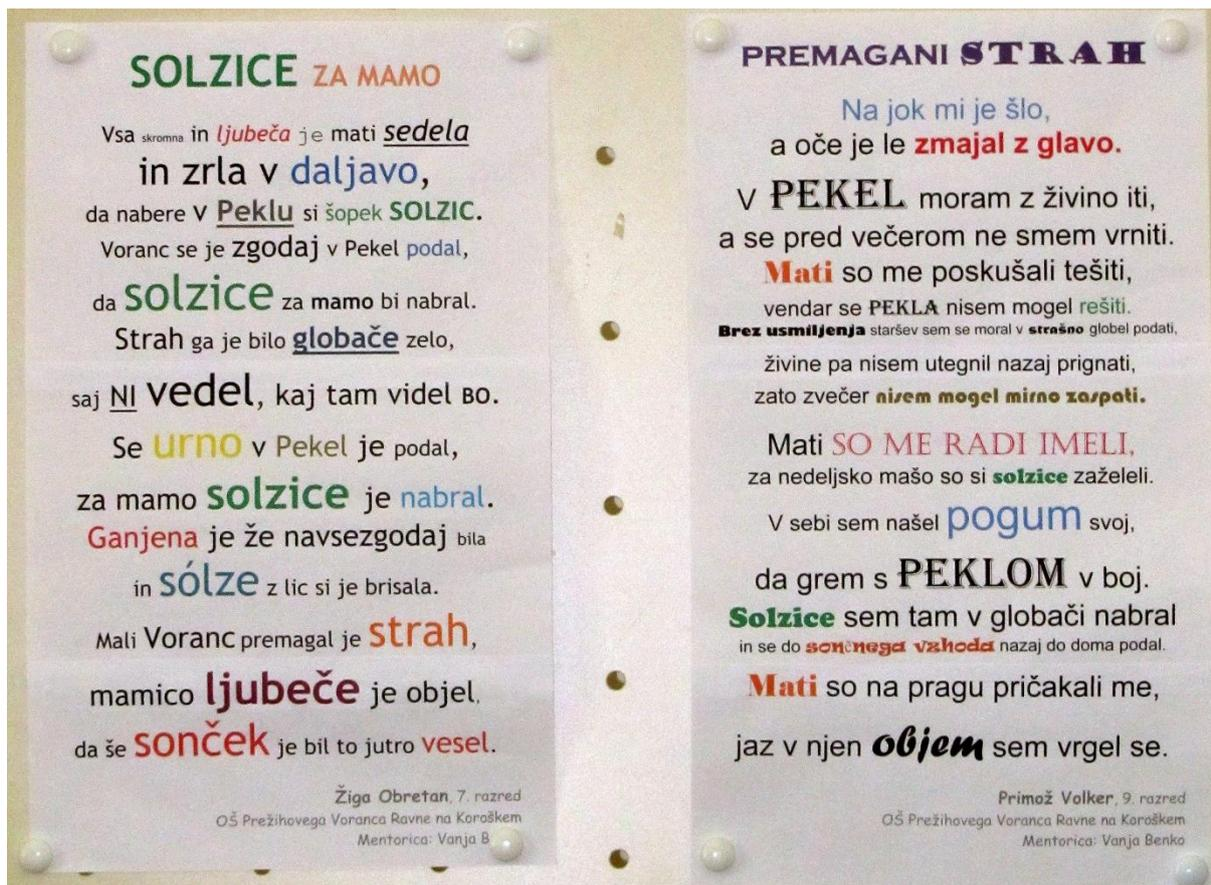 SOLZICE ZA MAMO
Vsa skromna in ljubeča je mati sedela
in zrla v daljavo,
da nabere v Peklu si šopek SOLZIC.
Voranc se je zgodaj v Pekel podal,
da solzice za mamo bi nabral.
Strah ga je bilo globače zelo,
saj NI vedel, kaj tam videl BO.
Se urno v Pekel je podal,
za mamo solzice je nabral.
Ganjena je že navsezgodaj bila
in sólze z lic si je brisala.
Mali Voranc premagal je strah,
mamico ljubeče je objel,
da še sonček je bil to jutro vesel.
Žiga Obretan, 7. razred
OŠ Prežihovega Voranca Ravne na Koroškem
Mentorica: Vanja B
PREMAGANI STRAH
Na jok mi je šlo,
a oče je le zmajal z glavo.
V PEKEL moram z živino iti,
a se pred večerom ne smem vrniti.
Mati so me poskušali tešiti,
vendar se PEKLA nisem mogel rešiti.
Brez usmiljenja staršev sem se moral v strašno globel podati,
živine pa nisem utegnil nazaj prignati,
zato zvečer nisem mogel mirno zaspati.
Mati SO ME RADI IMELI,
za nedeljsko mašo so si solzice zaželeli.
V sebi sem našel pogum svoj,
da grem s PEKLOM v boj.
Solzice sem tam v globači nabral
in se do sončnega vzhoda nazaj do doma podal.
Mati so na pragu pričakali me,
jaz v njen objem sem vrgel se.
Primož Volker, 9. razred
OŠ Prežihovega Voranca Ravne na Koroškem
Mentorica: Vanja Benko